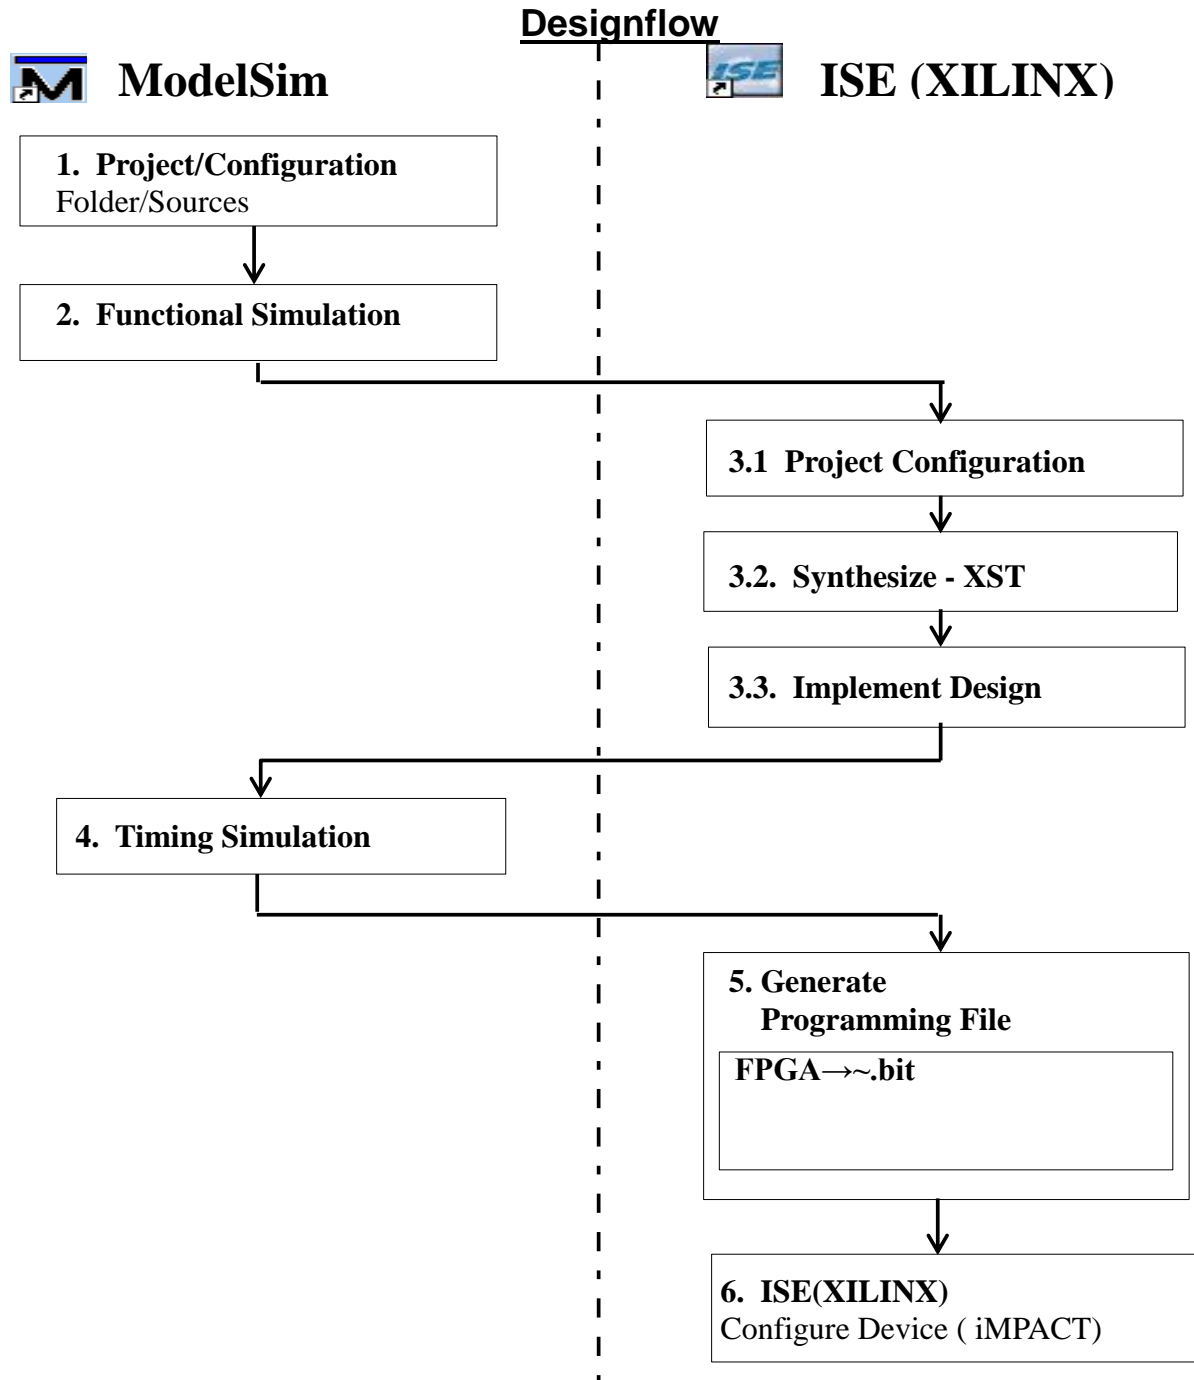 Designflow
ModelSim
ISE
ISE (XILINX)
1. Project/Configuration
Folder/Sources
2. Functional Simulation
3.1 Project Configuration
3.2. Synthesize - XST
3.3. Implement Design
4. Timing Simulation
5. Generate
Programming File
FPGA→~.bit
6. ISE(XILINX)
Configure Device ( iMPACT)